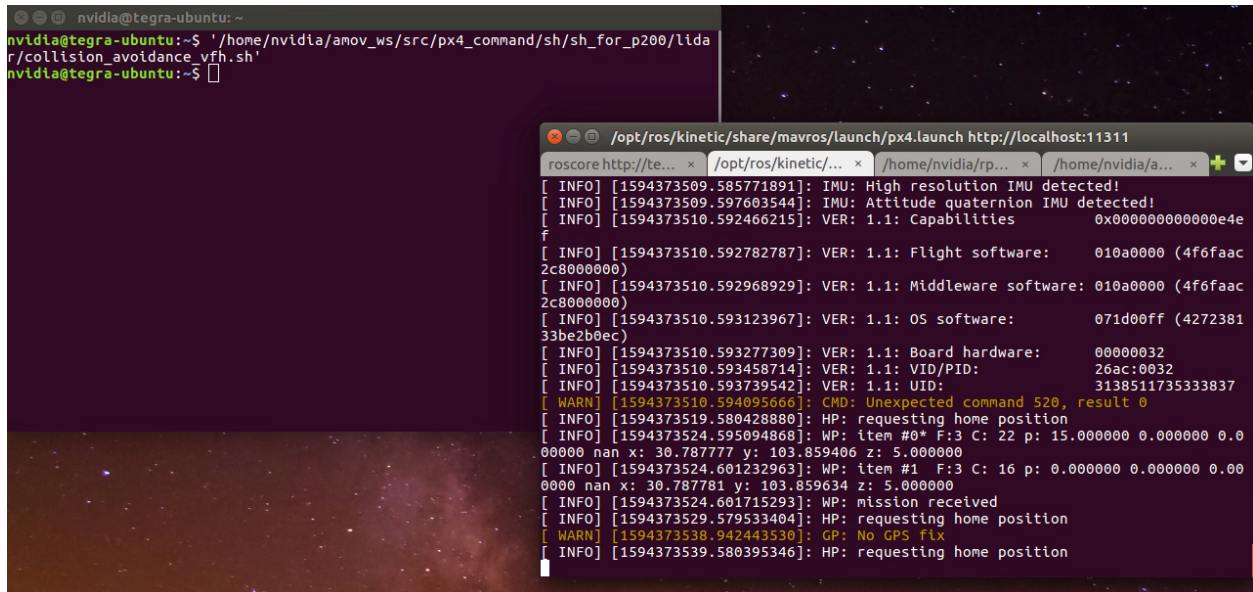 nvidia@tegra-ubuntu: ~
nvidia@tegra-ubuntu:~$ '/home/nvidia/amov_ws/src/px4_command/sh/sh_for_p200/lida
r/collision_avoidance_vfh.sh'
nvidia@tegra-ubuntu:~$
/opt/ros/kinetic/share/mavros/launch/px4.launch http://localhost:11311
roscore http://te... × /opt/ros/kinetic/... × /home/nvidia/rp... × /home/nvidia/a... ×
[ INFO] [1594373509.585771891]: IMU: High resolution IMU detected!
[ INFO] [1594373509.597603544]: IMU: Attitude quaternion IMU detected!
[ INFO] [1594373510.592466215]: VER: 1.1: Capabilities 0x000000000000e4e
f
[ INFO] [1594373510.592782787]: VER: 1.1: Flight software: 010a0000 (4f6faac
2c8000000)
[ INFO] [1594373510.592968929]: VER: 1.1: Middleware software: 010a0000 (4f6faac
2c8000000)
[ INFO] [1594373510.593123967]: VER: 1.1: OS software: 071d00ff (4272381
33be2b0ec)
[ INFO] [1594373510.593277309]: VER: 1.1: Board hardware: 00000032
[ INFO] [1594373510.593458714]: VER: 1.1: VID/PID: 26ac:0032
[ INFO] [1594373510.593739542]: VER: 1.1: UID: 3138511735333837
[ WARN] [1594373510.594095666]: CMD: Unexpected command 520, result 0
[ INFO] [1594373519.580428880]: HP: requesting home position
[ INFO] [1594373524.595094868]: WP: item #0* F:3 C: 22 p: 15.000000 0.000000 0.0
00000 nan x: 30.787777 y: 103.859406 z: 5.000000
[ INFO] [1594373524.601232963]: WP: item #1 F:3 C: 16 p: 0.000000 0.000000 0.00
0000 nan x: 30.787781 y: 103.859634 z: 5.000000
[ INFO] [1594373524.601715293]: WP: mission received
[ INFO] [1594373529.579533404]: HP: requesting home position
[ WARN] [1594373538.942443530]: GP: No GPS fix
[ INFO] [1594373539.580395346]: HP: requesting home position